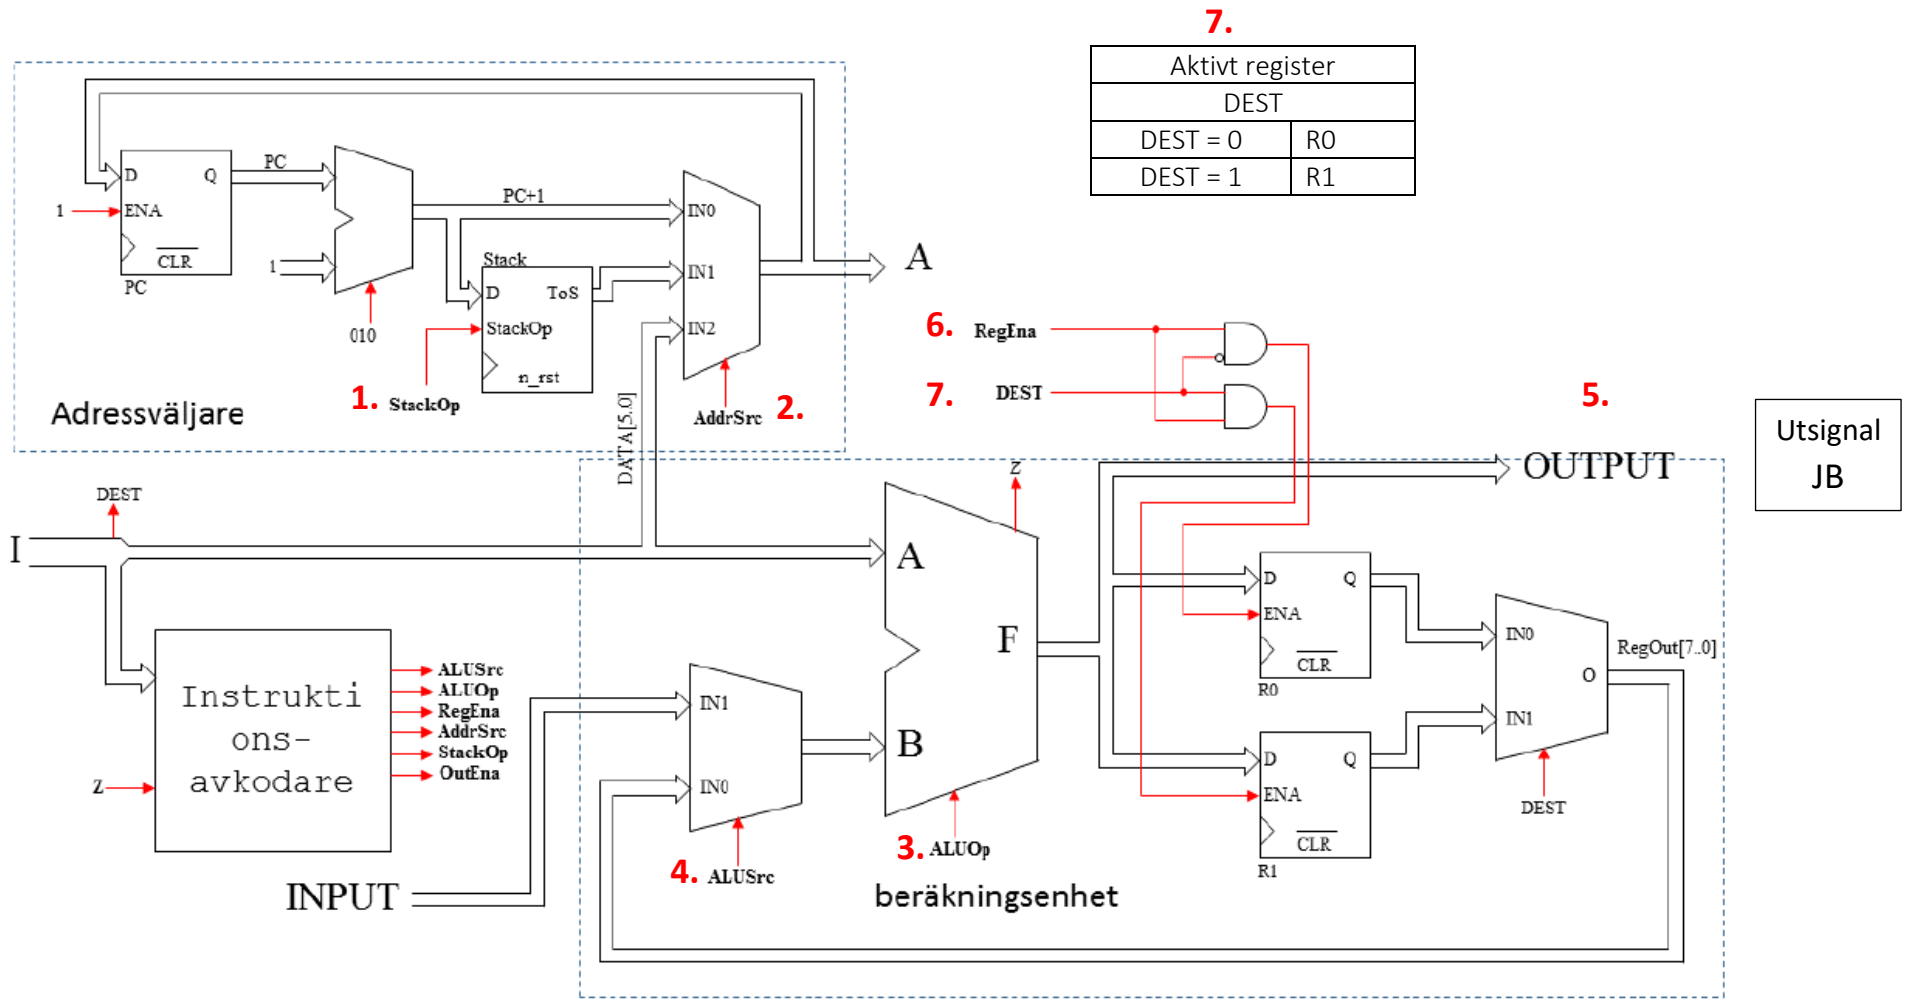 7.
Aktivt register
DEST
DEST = 0 R0
DEST = 1 R1
PC
D Q
ENA
1
CLR
PC
1
010
PC+1
Stack
D ToS
StackOp
n_rst
1. StackOp
IN0
IN1
IN2
AddrSrc 2.
A
Adressväljare
DATA[5.0]
6. RegEna
7. DEST
5.
OUTPUT
Utsignal
JB
DEST
I
Z
A
B
F
Instrukti
ons-
avkodare
Z
ALUSrc
ALUOp
RegEna
AddrSrc
StackOp
OutEna
INPUT
IN1
IN0
4. ALUSrc
3. ALUOp
beräkningsenhet
D Q
ENA
CLR
R0
D Q
ENA
CLR
R1
IN0
IN1
O
DEST
RegOut[7..0]